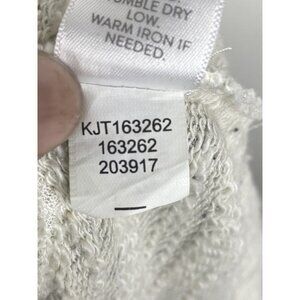 TUMBLE DRY
LOW.
WARM IRON IF
NEEDED.
KJT163262
163262
203917